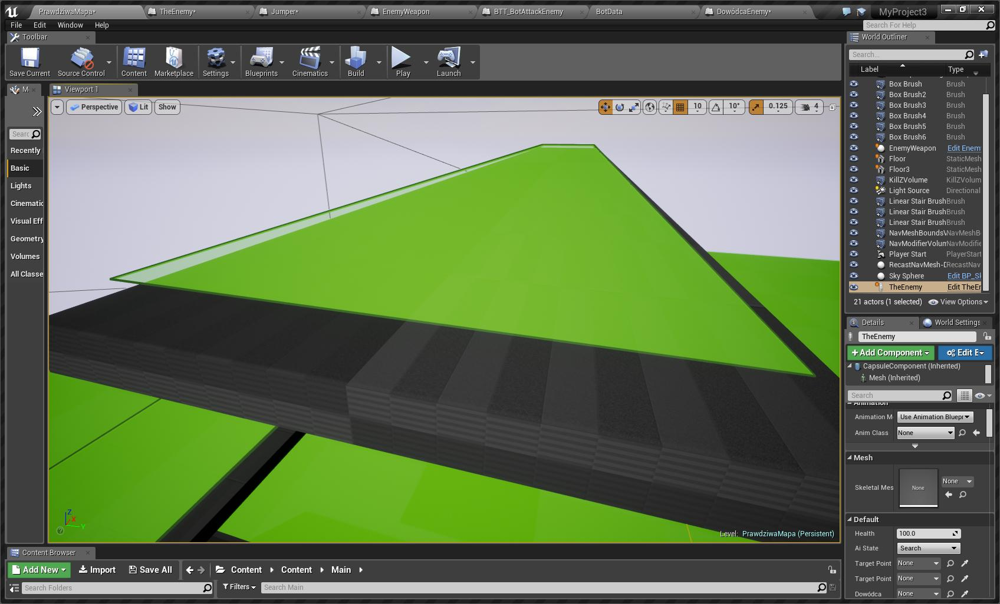 PrawdziwaMapa*
TheEnemy*
Jumper*
EnemyWeapon
BTT_BotAttackEnemy
BotData
DowódcaEnemy*
MyProject3
File Edit Window Help
Search For Help
Toolbar
Save Current
Source Control
Content
Marketplace
Settings
Blueprints
Cinematics
Build
Play
Launch
M
Viewport 1
Perspective
Lit
Show
10
10°
0.125
4
Searc
Recently
Basic
Lights
Cinematic
Visual Eff
Geometry
Volumes
All Classe
Level: PrawdziwaMapa (Persistent)
Z
X
Y
World Outliner
Search...
Label Type
Box Brush Brush
Box Brush2 Brush
Box Brush3 Brush
Box Brush4 Brush
Box Brush5 Brush
Box Brush6 Brush
EnemyWeapon Edit Enem
Floor StaticMesh
Floor3 StaticMesh
KillZVolume KillZVolum
Light Source Directional
Linear Stair Brush Brush
Linear Stair Brush Brush
Linear Stair Brush Brush
NavMeshBoundsV NavMeshB
NavModifierVolum NavModifie
Player Start PlayerStart
RecastNavMesh-D RecastNav
Sky Sphere Edit BP_Sk
TheEnemy Edit TheEn
21 actors (1 selected) View Options
Details
World Settings
TheEnemy
+Add Component
Edit B
CapsuleComponent (Inherited)
Mesh (Inherited)
Search
Animation
Animation M Use Animation Bluepr
Anim Class None
Mesh
Skeletal Mes None None
Default
Health 100.0
Ai State Search
Target Point None
Target Point None
Dowódca None
Content Browser
Add New
Import
Save All
Content
Content
Main
Search Folders
Filters
Search Main